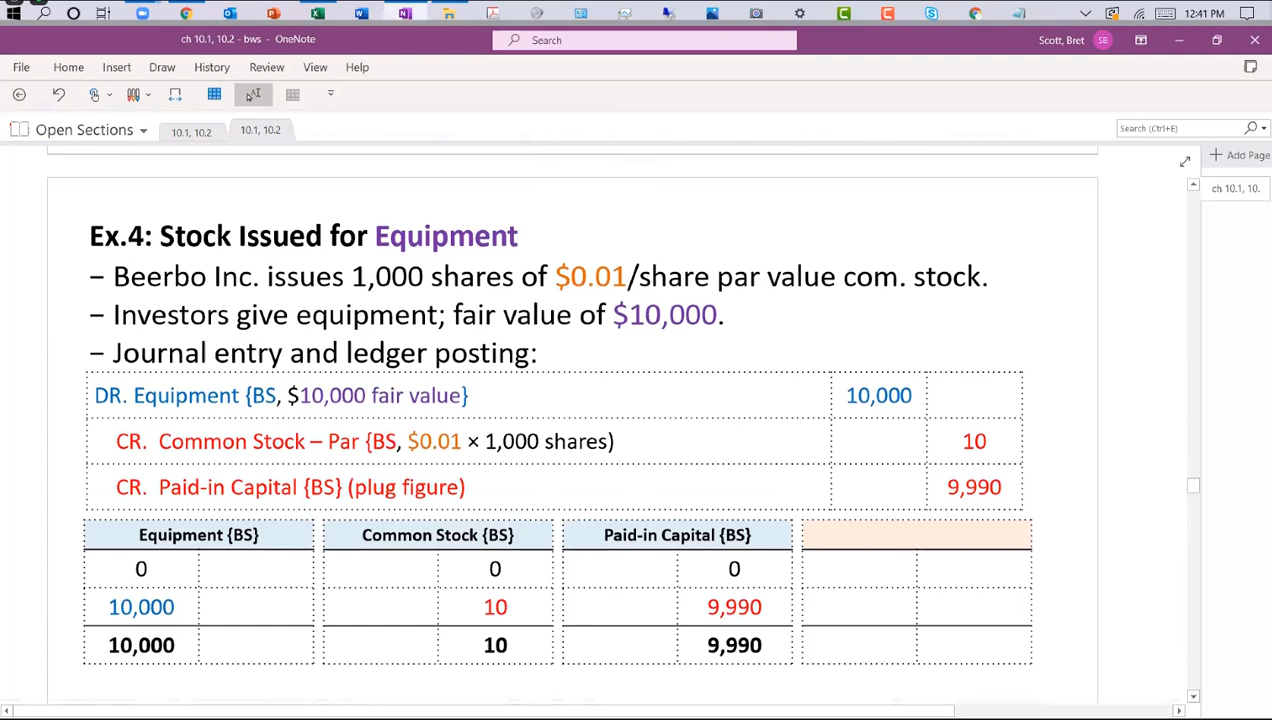 12:41 PM
ch 10.1, 10.2 - bws - OneNote
Search
Scott, Bret
SB
File Home Insert Draw History Review View Help
Open Sections
10.1, 10.2
10.1, 10.2
Search (Ctrl+E)
Add Page
ch 10.1, 10.
Ex.4: Stock Issued for Equipment
− Beerbo Inc. issues 1,000 shares of $0.01/share par value com. stock.
− Investors give equipment; fair value of $10,000.
− Journal entry and ledger posting:
DR. Equipment {BS, $10,000 fair value} 10,000
CR. Common Stock – Par {BS, $0.01 × 1,000 shares) 10
CR. Paid-in Capital {BS} (plug figure) 9,990
Equipment {BS} Common Stock {BS} Paid-in Capital {BS}
0 0 0
10,000 10 9,990
10,000 10 9,990